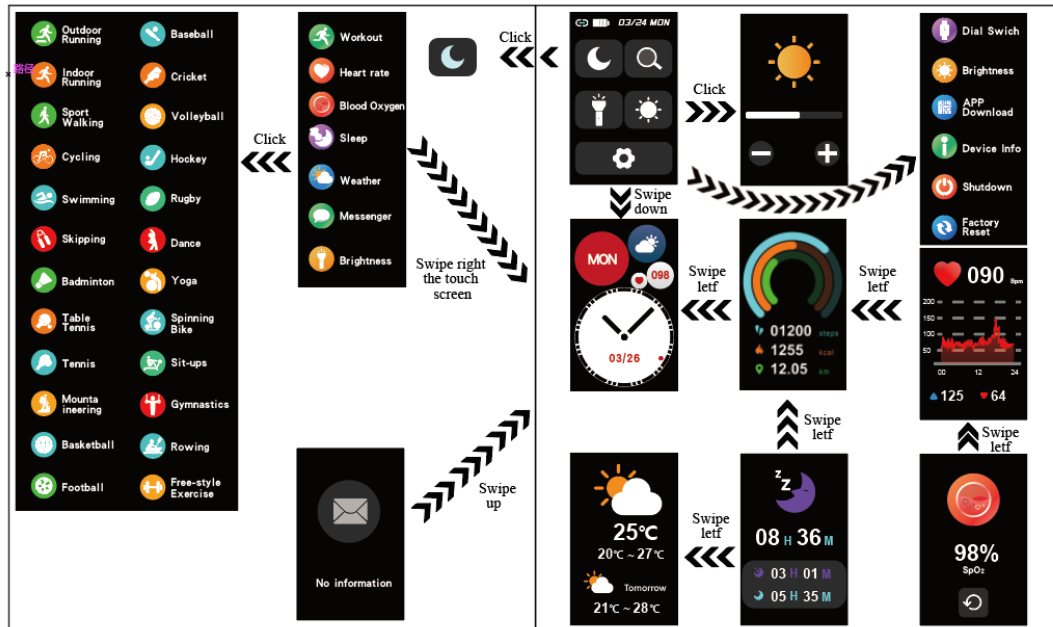 路径
Outdoor
Running
Indoor
Running
Sport
Walking
Cycling
Swimming
Skipping
Badminton
Table
Tennis
Tennis
Mounta
ineering
Basketball
Football
Baseball
Cricket
Volleyball
Hockey
Rugby
Dance
Yoga
Spinning
Bike
Sit-ups
Gymnastics
Rowing
Free-style
Exercise
Click
Workout
Heart rate
Blood Oxygen
Sleep
Weather
Messenger
Brightness
Swipe right
the touch
screen
No information
Swipe
up
Click
03/24 MON
Click
Swipe
down
Dial Swich
Brightness
APP
Download
Device Info
Shutdown
Factory
Reset
MON
098
03/26
Swipe
letf
01200 steps
1255 kcal
12.05 km
Swipe
letf
090 Bpm
200
150
100
50
00 12 24
125 64
Swipe
letf
Swipe
letf
25℃
20℃ ~ 27℃
Tomorrow
21℃ ~ 28℃
Swipe
letf
zZ
08 H 36 M
03 H 01 M
05 H 35 M
98%
SpO₂